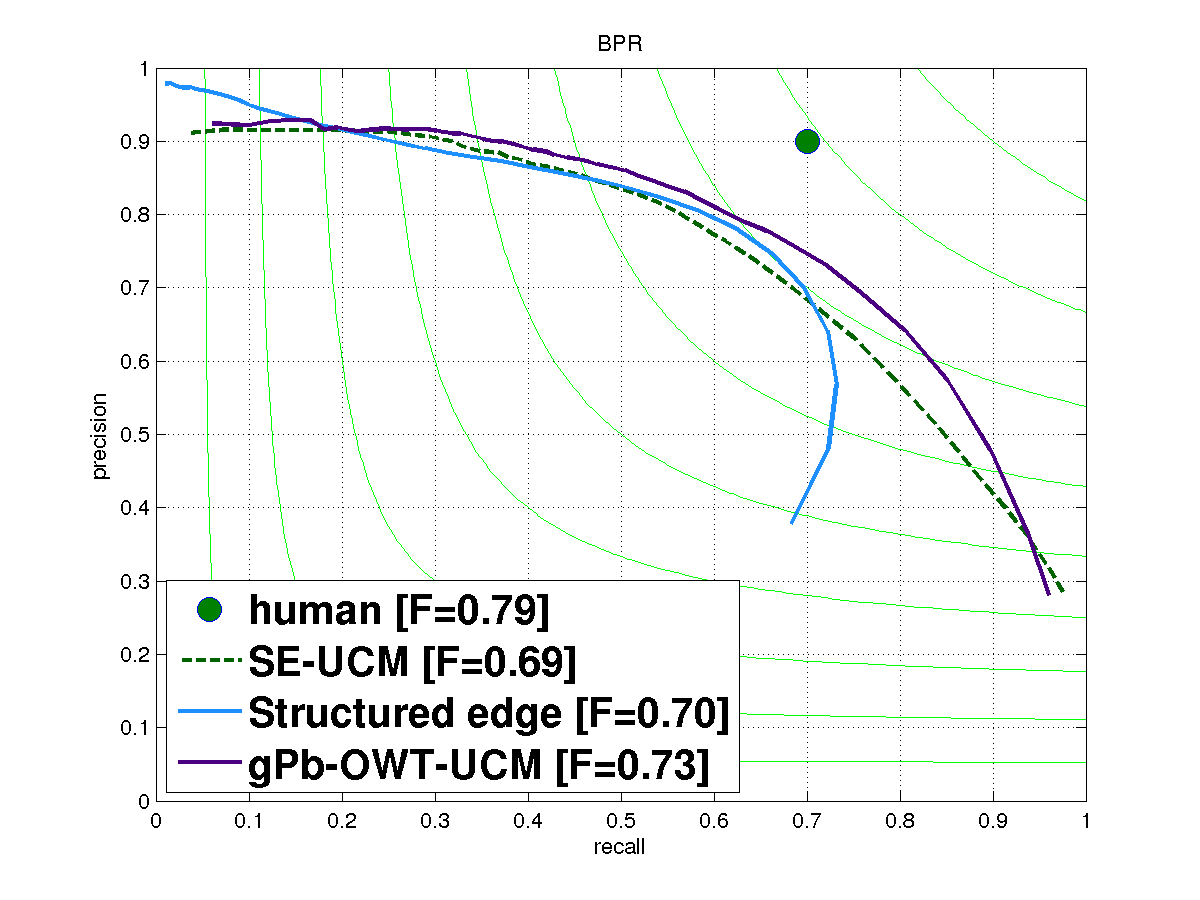 BPR
1
0.9
0.8
0.7
0.6
0.5
0.4
0.3
0.2
0.1
0
precision
human [F=0.79]
SE-UCM [F=0.69]
Structured edge [F=0.70]
gPb-OWT-UCM [F=0.73]
0 0.1 0.2 0.3 0.4 0.5 0.6 0.7 0.8 0.9 1
recall